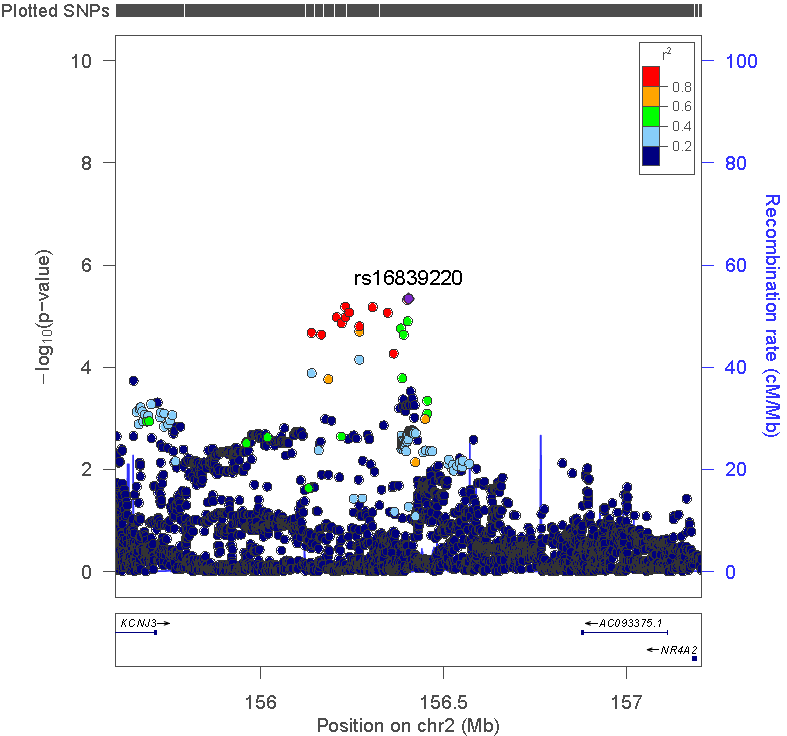 Plotted SNPs
10
8
6
4
2
0
−log10(p−value)
100
80
60
40
20
0
Recombination rate (cM/Mb)
r2
0.8
0.6
0.4
0.2
rs16839220
KCNJ3
AC093375.1
NR4A2
156
156.5
157
Position on chr2 (Mb)